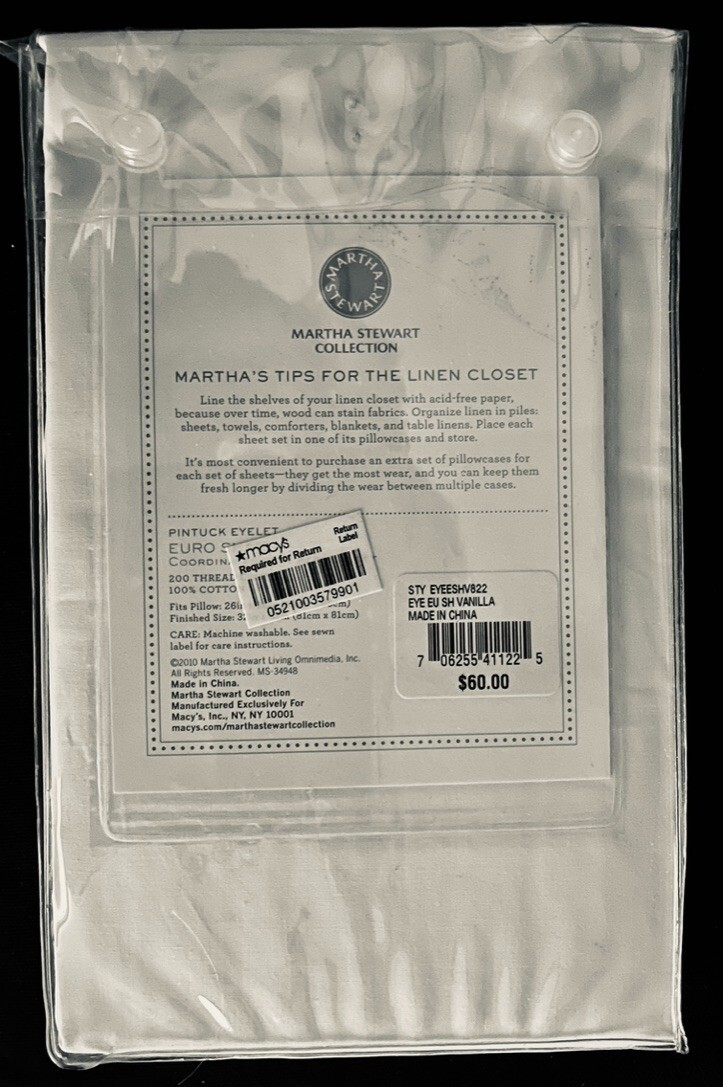 MARTHA STEWART
MARTHA STEWART
COLLECTION
MARTHA'S TIPS FOR THE LINEN CLOSET
Line the shelves of your linen closet with acid-free paper,
because over time, wood can stain fabrics. Organize linen in piles:
sheets, towels, comforters, blankets, and table linens. Place each
sheet set in one of its pillowcases and store.
It's most convenient to purchase an extra set of pillowcases for
each set of sheets—they get the most wear, and you can keep them
fresh longer by dividing the wear between multiple cases.
PINTUCK EYELET
EURO
200
100%
Fits Pillow:
Finished Size: (81cm x 81cm)
CARE: Machine washable. See sewn
label for care instructions.
©2010 Martha Stewart Living Omnimedia, Inc.
All Rights Reserved. MS-34948
Made in China.
Martha Stewart Collection
Manufactured Exclusively For
Macy's, Inc., NY, NY 10001
macys.com/marthastewartcollection
★macy's
Return
Label
Required for Return
0521003579901
STY EYEESHV822
EYE EU SH VANILLA
MADE IN CHINA
7 06255 41122 5
$60.00